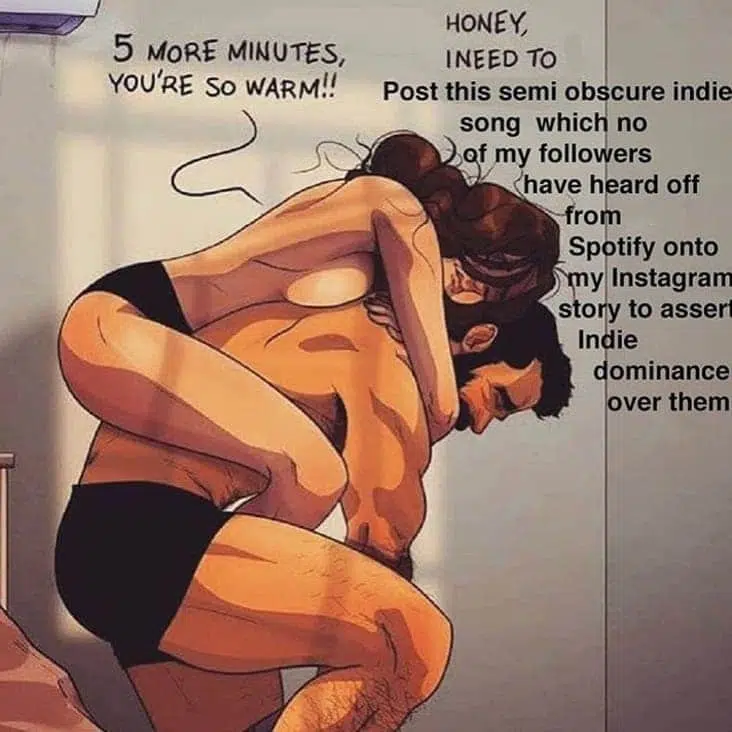 5 MORE MINUTES,
YOU'RE SO WARM!!
HONEY,
I NEED TO
Post this semi obscure indie
song which no
of my followers
have heard off
from
Spotify onto
my Instagram
story to assert
Indie
dominance
over them